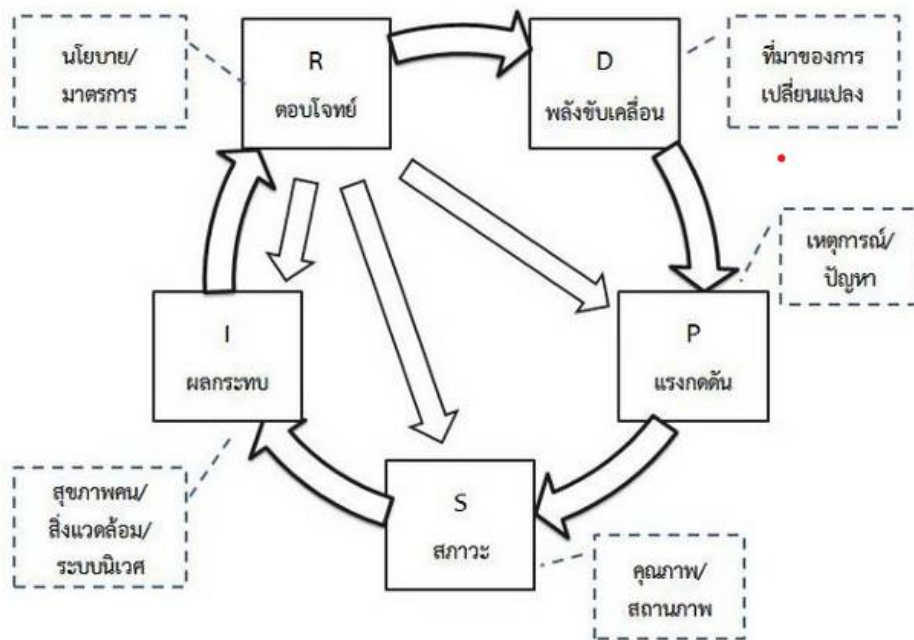 นโยบาย/
มาตรการ
R
ตอบโจทย์
D
พลังขับเคลื่อน
ที่มาของการ
เปลี่ยนแปลง
เหตุการณ์/
ปัญหา
I
ผลกระทบ
P
แรงกดดัน
สุขภาพคน/
สิ่งแวดล้อม/
ระบบนิเวศ
S
สภาวะ
คุณภาพ/
สถานภาพ